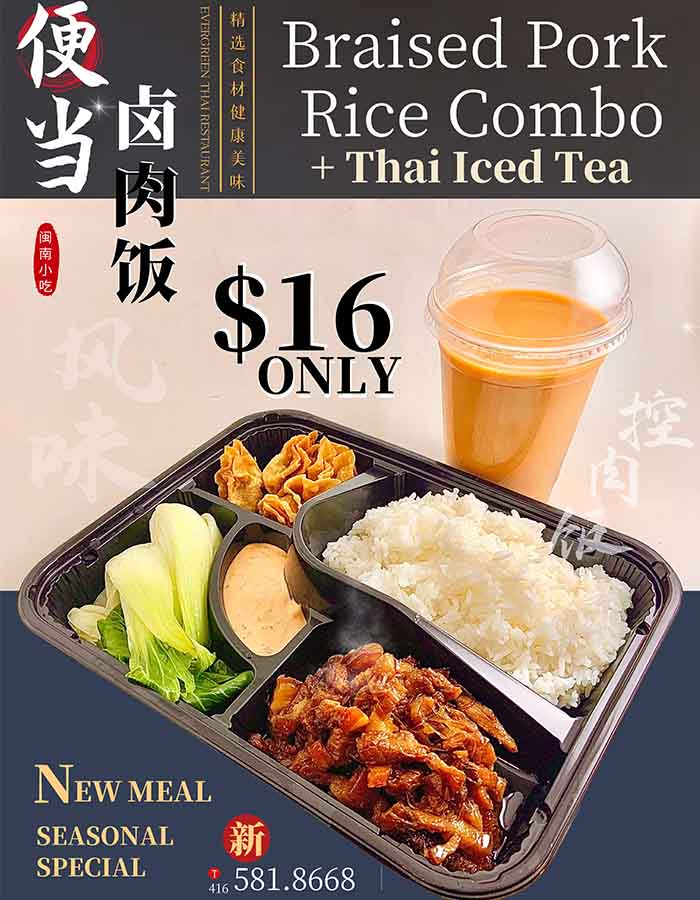 便当
卤肉饭
闽南小吃
EVERGREEN THAI RESTAURANT
精选食材健康美味
Braised Pork
Rice Combo
+ Thai Iced Tea
$16
ONLY
风味
控肉饭
NEW MEAL
SEASONAL
SPECIAL
新
T 416 581.8668